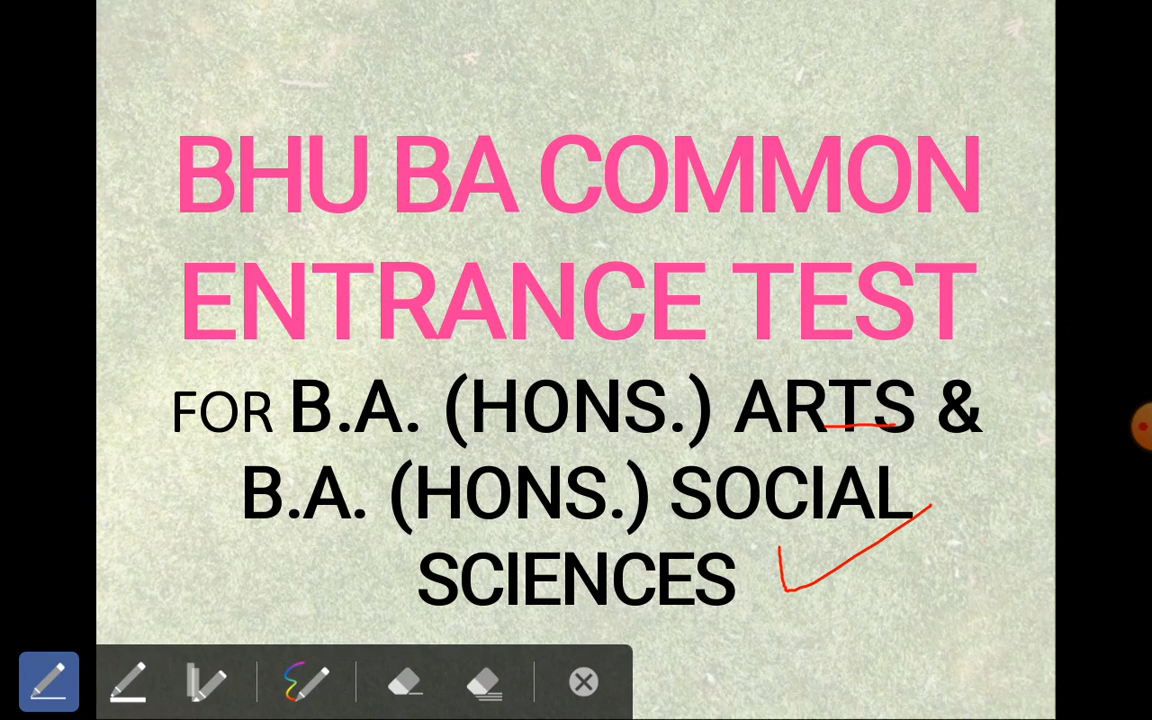 BHU BA COMMON
ENTRANCE TEST
FOR B.A. (HONS.) ARTS &
B.A. (HONS.) SOCIAL
SCIENCES